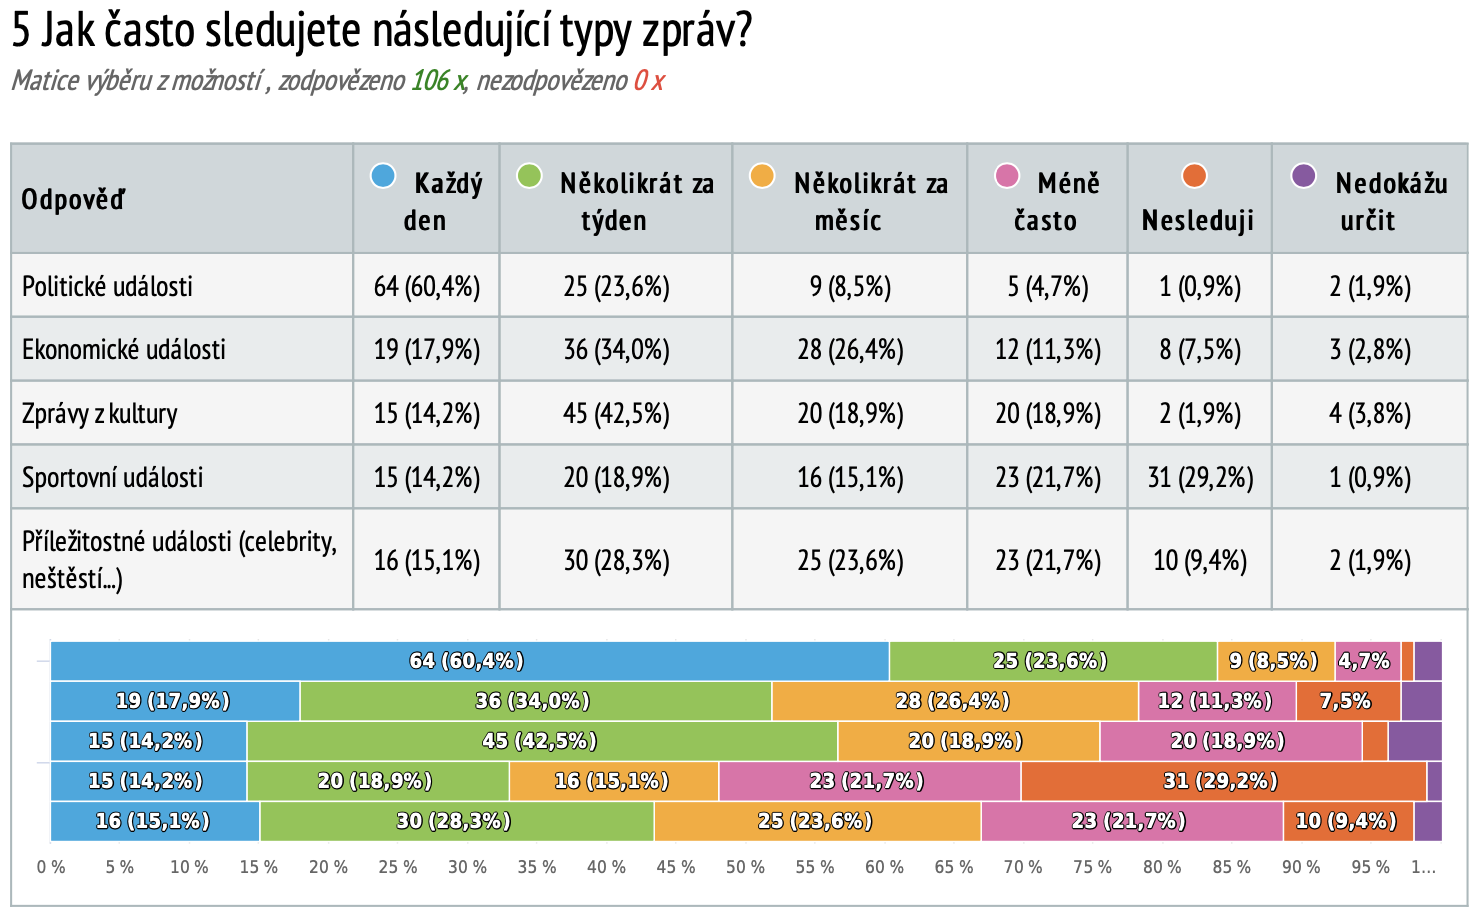 5 Jak často sledujete následující typy zpráv?
Matice výběru z možností , zodpovězeno 106 x, nezodpovězeno 0 x
Odpověď Každý den Několikrát za týden Několikrát za měsíc Méně často Nesleduji Nedokážu určit
Politické události 64 (60,4%) 25 (23,6%) 9 (8,5%) 5 (4,7%) 1 (0,9%) 2 (1,9%)
Ekonomické události 19 (17,9%) 36 (34,0%) 28 (26,4%) 12 (11,3%) 8 (7,5%) 3 (2,8%)
Zprávy z kultury 15 (14,2%) 45 (42,5%) 20 (18,9%) 20 (18,9%) 2 (1,9%) 4 (3,8%)
Sportovní události 15 (14,2%) 20 (18,9%) 16 (15,1%) 23 (21,7%) 31 (29,2%) 1 (0,9%)
Příležitostné události (celebrity,
neštěstí...) 16 (15,1%) 30 (28,3%) 25 (23,6%) 23 (21,7%) 10 (9,4%) 2 (1,9%)
64 (60,4%) 25 (23,6%) 9 (8,5%) 4,7%
19 (17,9%) 36 (34,0%) 28 (26,4%) 12 (11,3%) 7,5%
15 (14,2%) 45 (42,5%) 20 (18,9%) 20 (18,9%)
15 (14,2%) 20 (18,9%) 16 (15,1%) 23 (21,7%) 31 (29,2%)
16 (15,1%) 30 (28,3%) 25 (23,6%) 23 (21,7%) 10 (9,4%)
0 % 5 % 10 % 15 % 20 % 25 % 30 % 35 % 40 % 45 % 50 % 55 % 60 % 65 % 70 % 75 % 80 % 85 % 90 % 95 % 1...